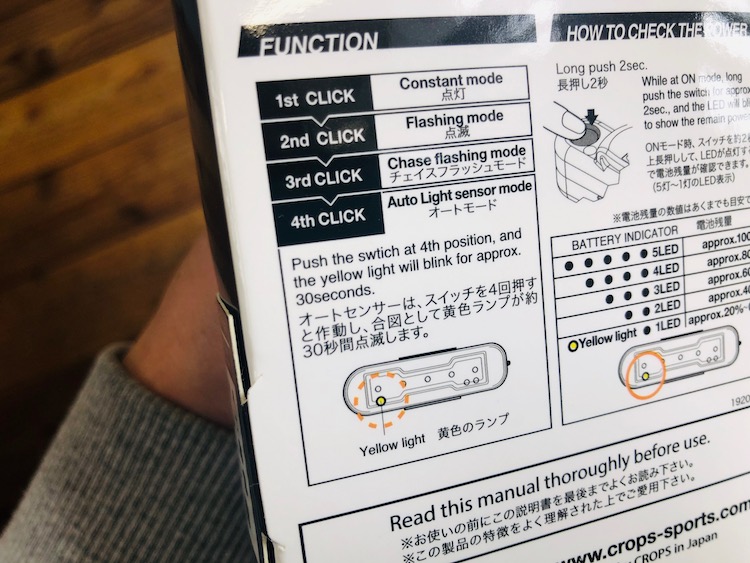 FUNCTION
1st CLICK
Constant mode
点灯
2nd CLICK
Flashing mode
点滅
3rd CLICK
Chase flashing mode
チェイスフラッシュモード
4th CLICK
Auto Light sensor mode
オートモード
Push the swtich at 4th position, and
the yellow light will blink for approx.
30seconds.
オートセンサーは、スイッチを4回押す
と作動し、合図として黄色ランプが約
30秒間点滅します。
Yellow light 黄色のランプ
HOW TO CHECK THE POWER
Long push 2sec.
長押し2秒
While at ON mode, long
push the switch for approx
2sec., and the LED will bli
to show the remain power
ONモード時、スイッチを約2
上長押しして、LEDが点灯す
で電池残量が確認できます。
(5灯〜1灯のLED表示)
※電池残量の数値はあくまでも目安で
BATTERY INDICATOR 電池残量
5LED approx.100
4LED approx.80
3LED approx.60
2LED approx.40
Yellow light 1LED approx.20%~
1920
Read this manual thoroughly before use.
※お使いの前にこの説明書を最後までよくお読み下さい。
※この製品の特徴をよく理解された上でご愛用下さい。
www.crops-sports.com
CROPS in Japan